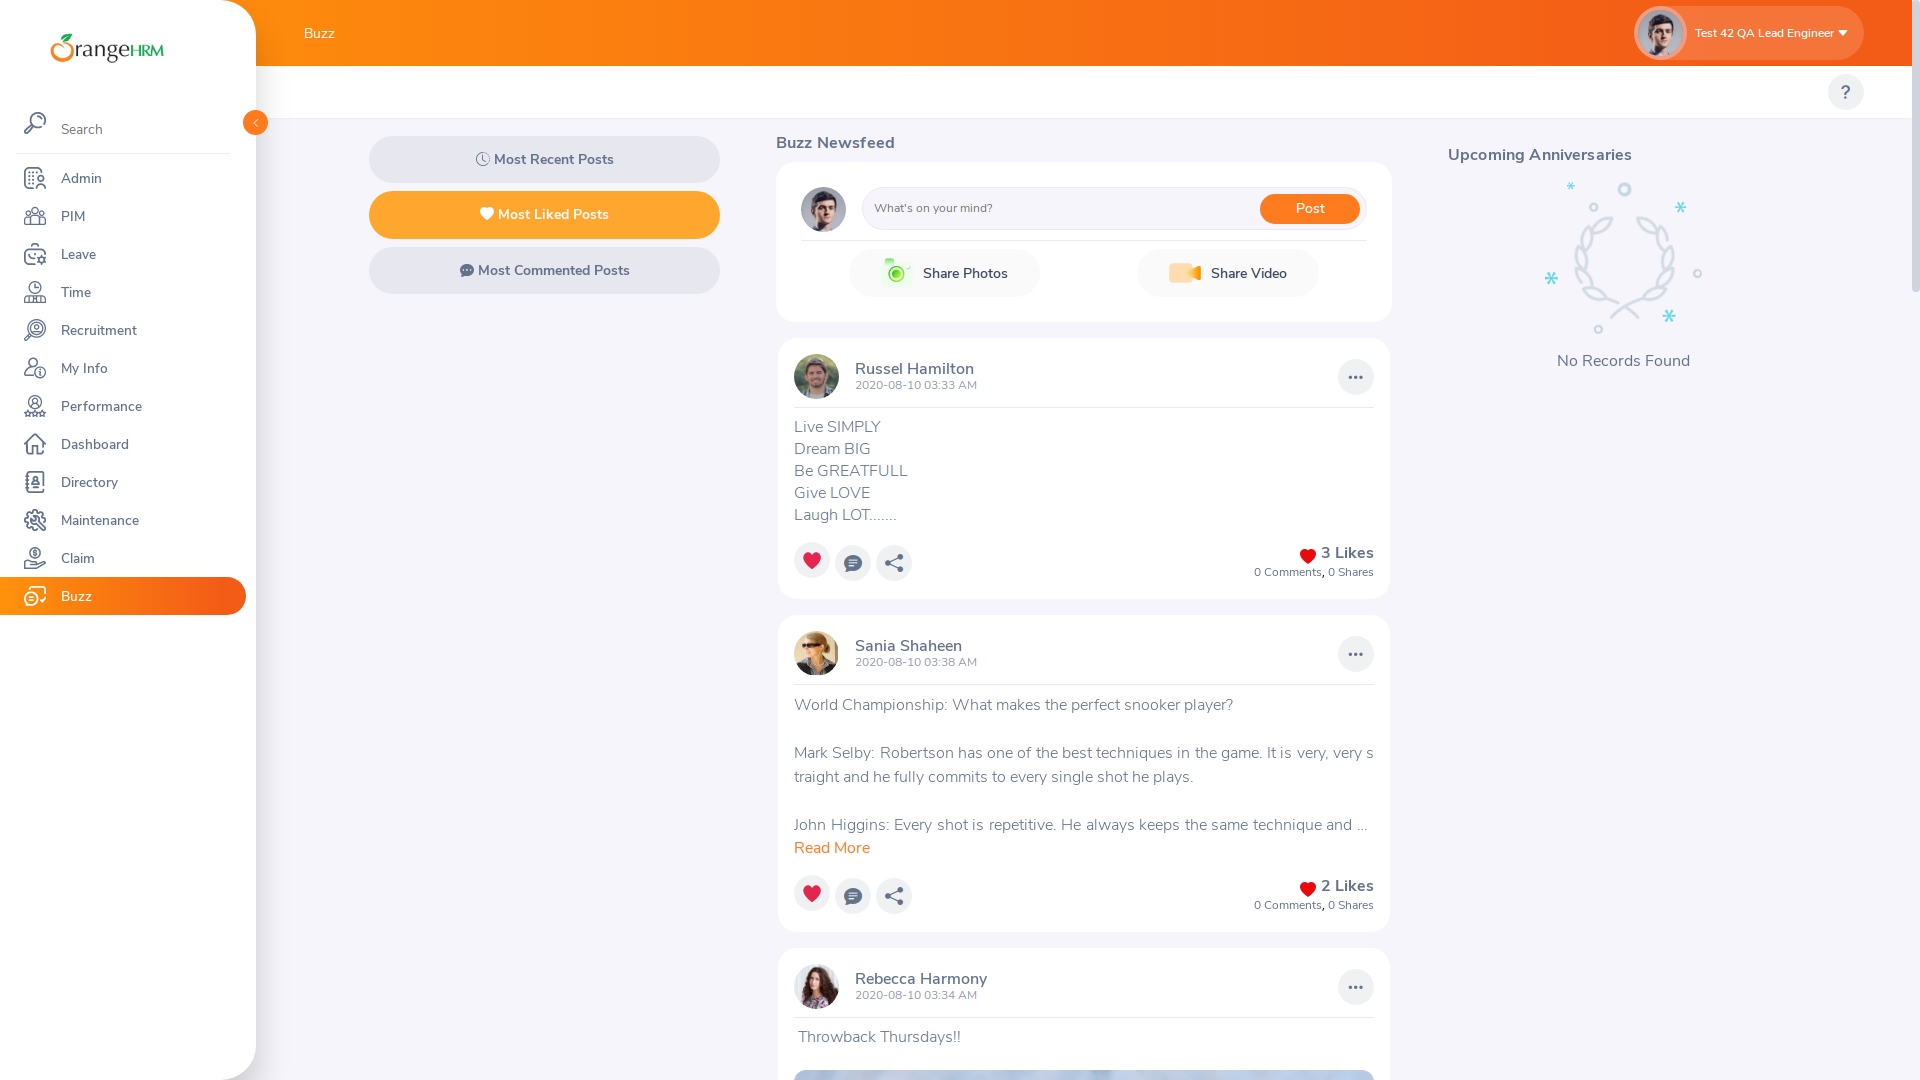 OrangeHRM
Buzz
Test 42 QA Lead Engineer
?
Search
Admin
PIM
Leave
Time
Recruitment
My Info
Performance
Dashboard
Directory
Maintenance
Claim
Buzz
Most Recent Posts
Most Liked Posts
Most Commented Posts
Buzz Newsfeed
What's on your mind?
Post
Share Photos
Share Video
Russel Hamilton
2020-08-10 03:33 AM
Live SIMPLY
Dream BIG
Be GREATFULL
Give LOVE
Laugh LOT.......
3 Likes
0 Comments, 0 Shares
Sania Shaheen
2020-08-10 03:38 AM
World Championship: What makes the perfect snooker player?
Mark Selby: Robertson has one of the best techniques in the game. It is very, very s
traight and he fully commits to every single shot he plays.
John Higgins: Every shot is repetitive. He always keeps the same technique and ...
Read More
2 Likes
0 Comments, 0 Shares
Rebecca Harmony
2020-08-10 03:34 AM
Throwback Thursdays!!
Upcoming Anniversaries
No Records Found